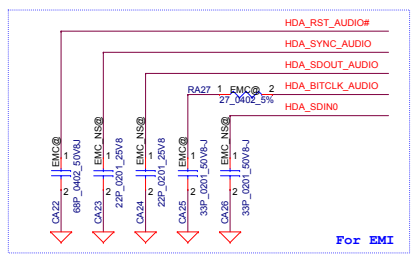 HDA_RST_AUDIO#
HDA_SYNC_AUDIO
HDA_SDOUT_AUDIO
RA27 1 EMC@ 2 HDA_BITCLK_AUDIO
27_0402_5%
HDA_SDIN0
EMC@
1
2
CA22
68P_0402_50V8J
EMC_NS@
1
2
CA23
22P_0201_25V8
EMC_NS@
1
2
CA24
22P_0201_25V8
EMC@
1
2
CA25
33P_0201_50V8-J
EMC_NS@
1
2
CA26
33P_0201_50V8-J
For EMI